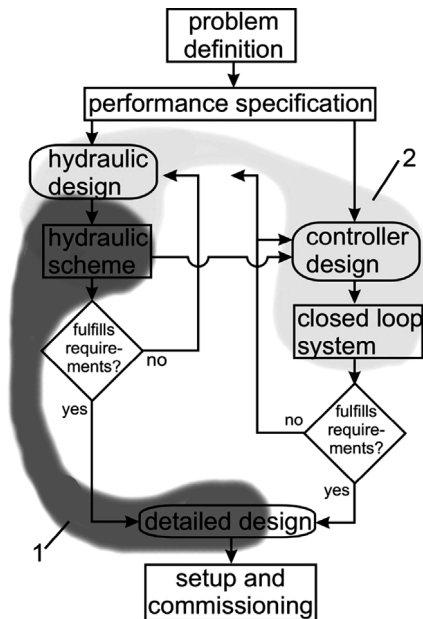 problem
definition
performance specification
hydraulic
design
2
hydraulic
scheme
controller
design
closed loop
system
fulfills
require-
ments?
no
yes
no
fulfills
require-
ments?
yes
1
detailed design
setup and
commissioning